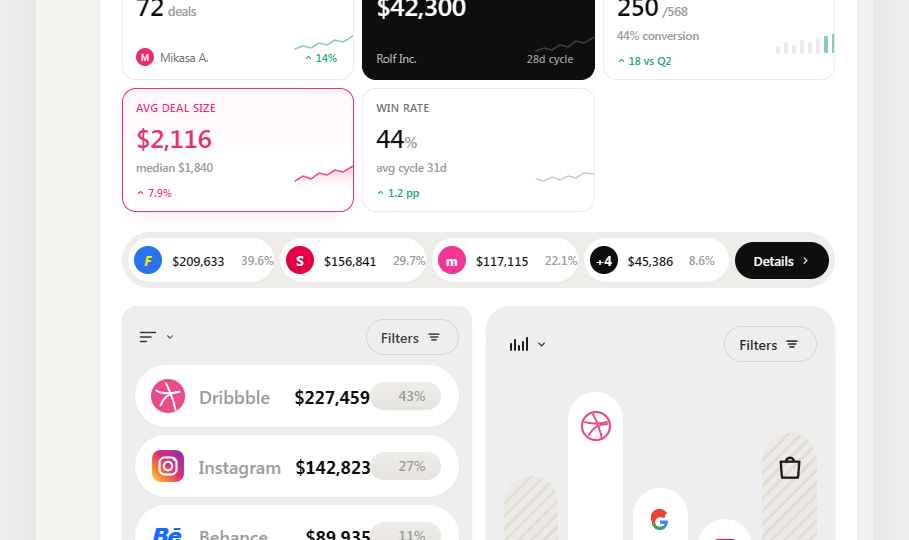 72 deals
M Mikasa A.
14%
$42,300
Rolf Inc.
28d cycle
250 /568
44% conversion
18 vs Q2
AVG DEAL SIZE
$2,116
median $1,840
7.9%
WIN RATE
44%
avg cycle 31d
1.2 pp
F $209,633 39.6%
S $156,841 29.7%
m $117,115 22.1%
+4 $45,386 8.6%
Details
Filters
Dribbble $227,459 43%
Instagram $142,823 27%
Bē Behance $89,935 11%
Filters
G